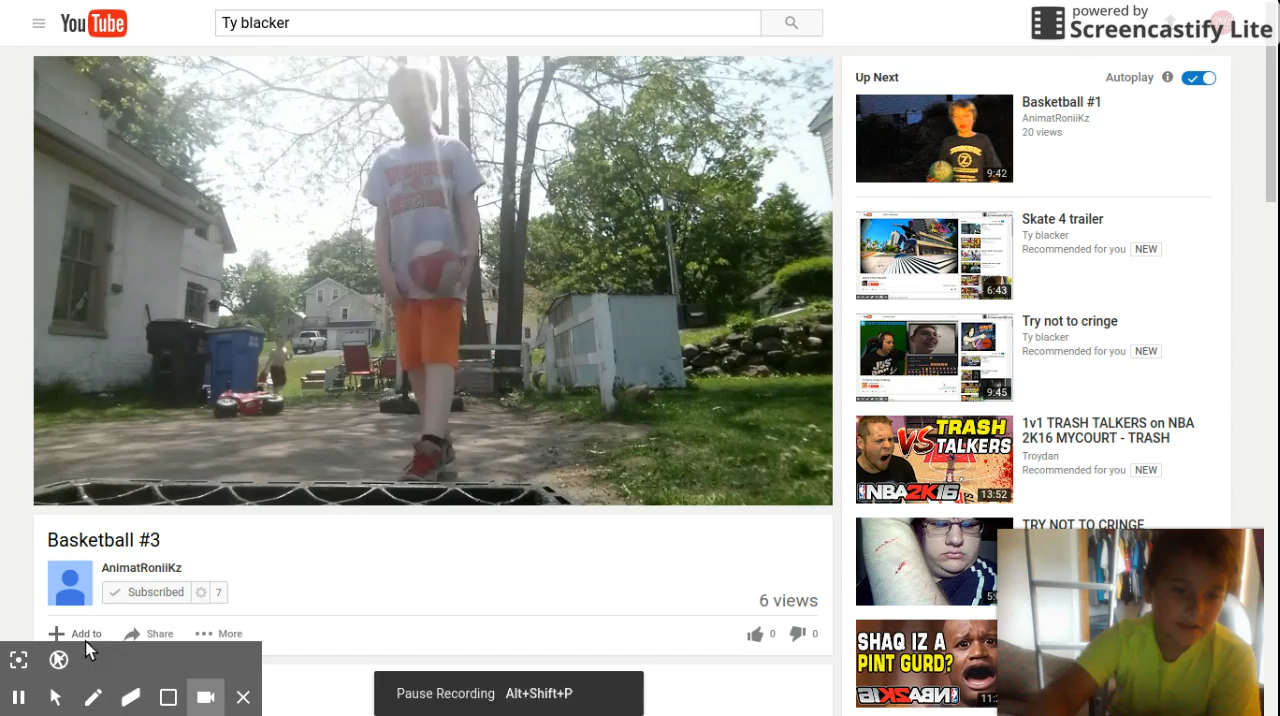 YouTube
Ty blacker
powered by
Screencastify Lite
Up Next
Autoplay
Basketball #1
AnimatRoniiKz
20 views
9:42
Skate 4 trailer
Ty blacker
Recommended for you NEW
6:43
Try not to cringe
Ty blacker
Recommended for you NEW
9:45
TRASH
VS TALKERS
NBA2K16
13:52
1v1 TRASH TALKERS on NBA
2K16 MYCOURT - TRASH
Troydan
Recommended for you NEW
TRY NOT TO CRINGE
SHAQ IZ A
PINT GURD?
NBA2K16
Basketball #3
AnimatRoniiKz
Subscribed 7
6 views
Add to Share More
0 0
Pause Recording Alt+Shift+P